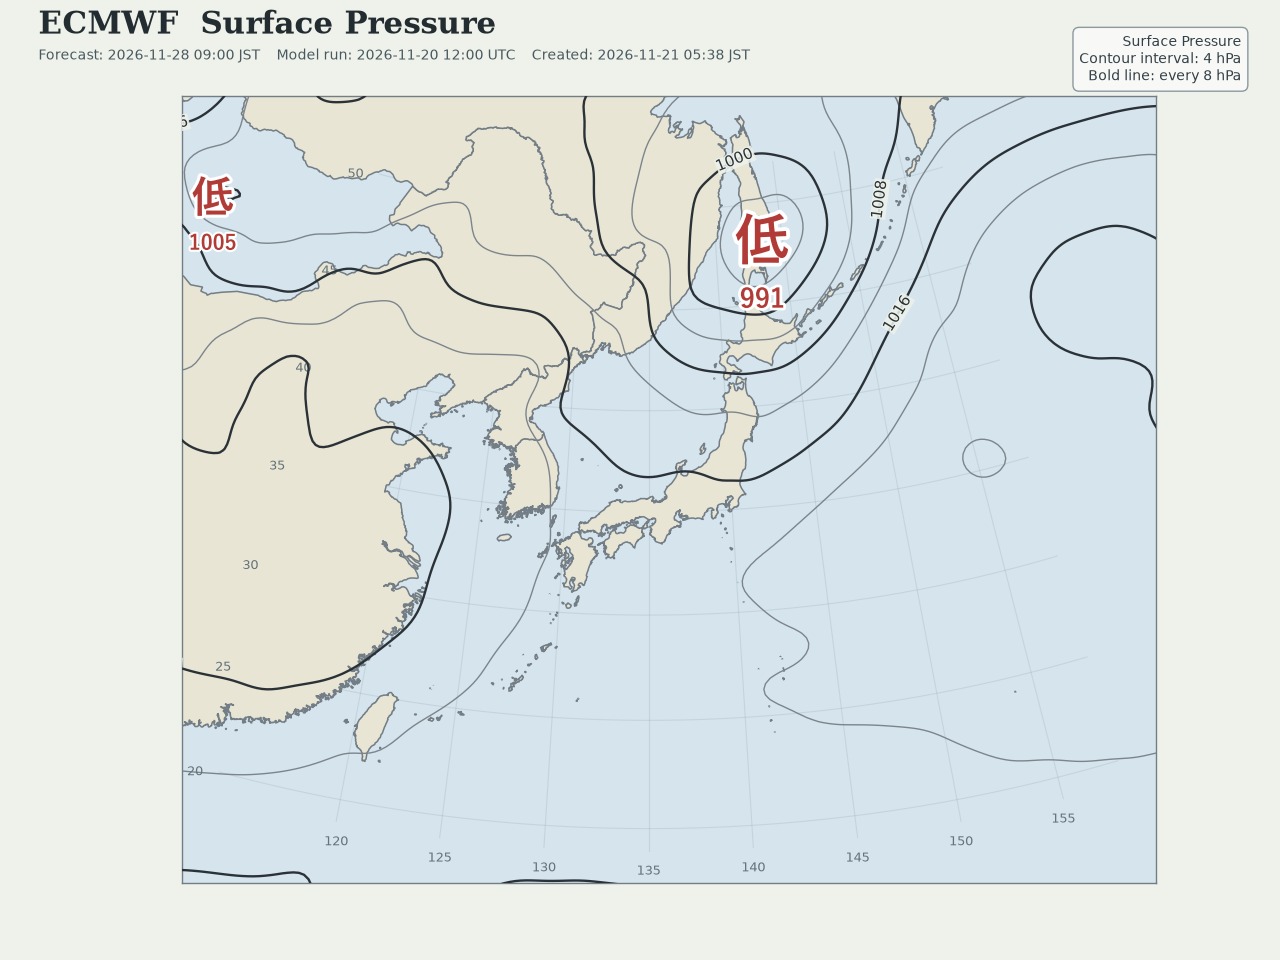 ECMWF  Surface Pressure
Forecast: 2026-11-28 09:00 JST    Model run: 2026-11-20 12:00 UTC    Created: 2026-11-21 05:38 JST
Surface Pressure
Contour interval: 4 hPa
Bold line: every 8 hPa
1000
50
低
1008
1005
低
45
991
1016
40
35
30
25
20
155
120
150
125
145
130
140
135